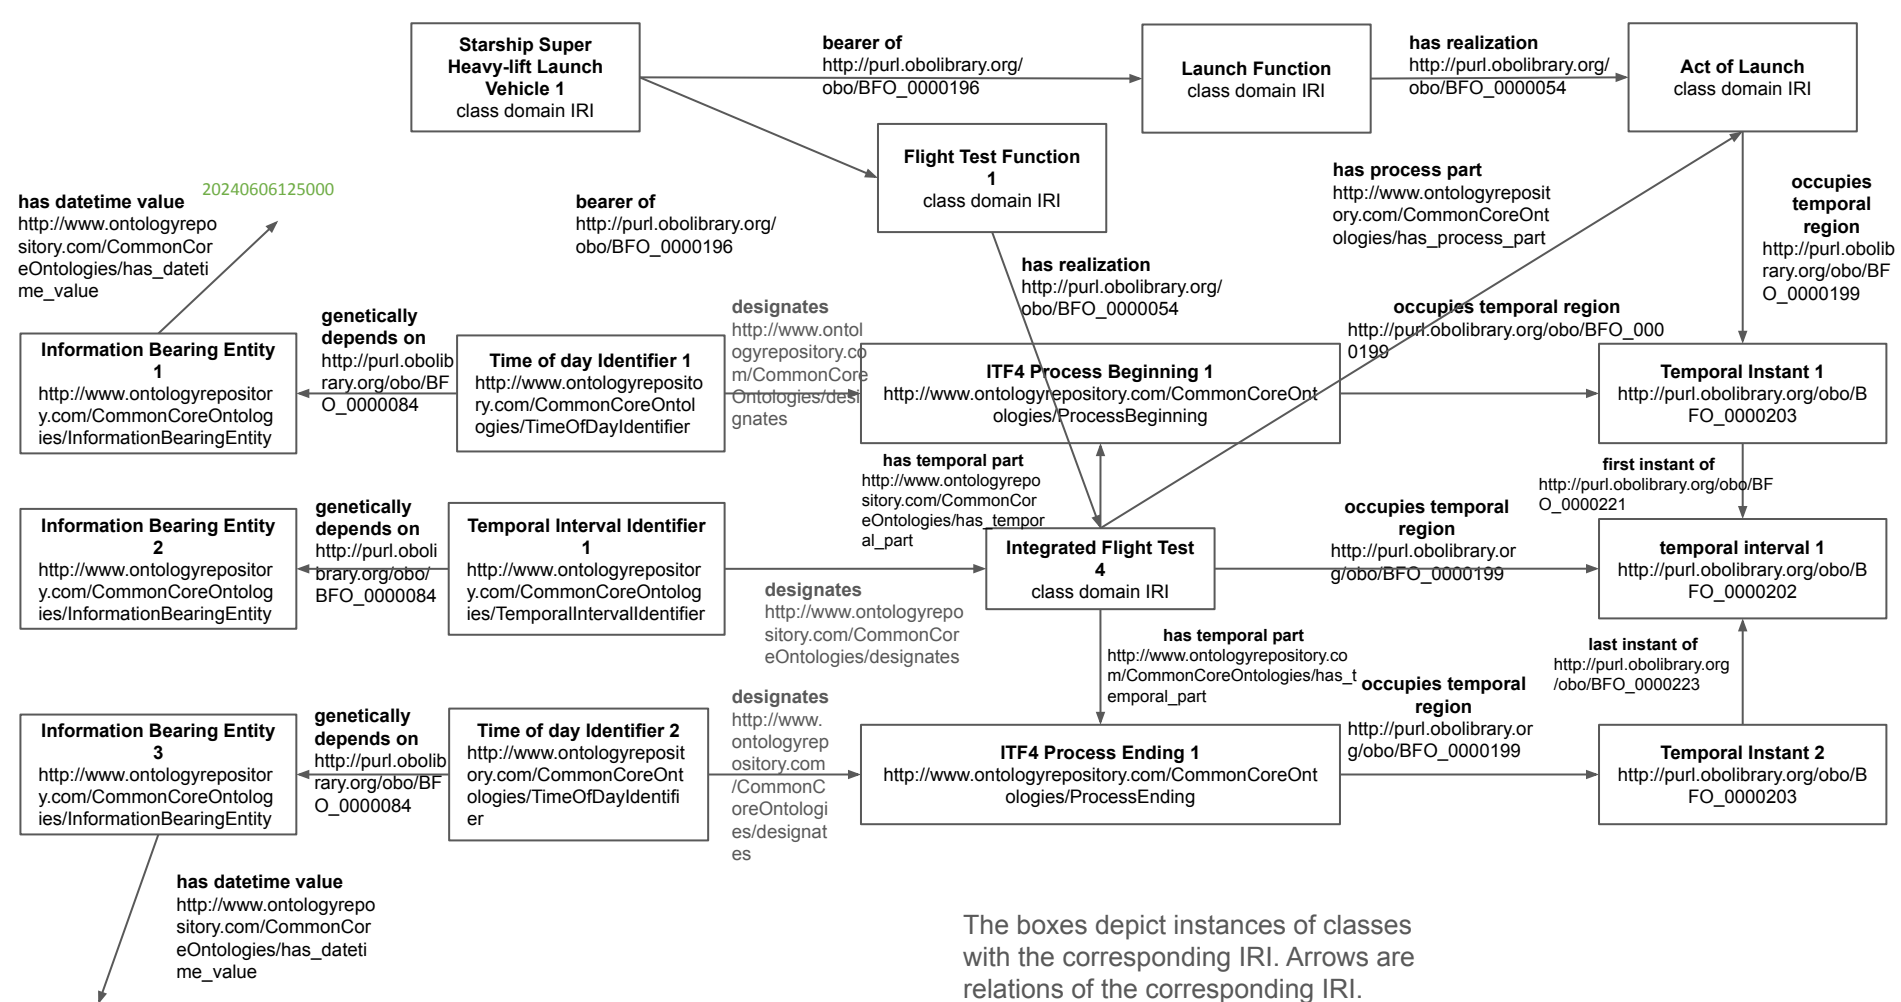 Starship Super
Heavy-lift Launch
Vehicle 1
class domain IRI
bearer of
http://purl.obolibrary.org/
obo/BFO_0000196
Launch Function
class domain IRI
has realization
http://purl.obolibrary.org/
obo/BFO_0000054
Act of Launch
class domain IRI
Flight Test Function
1
class domain IRI
has process part
http://www.ontologyreposit
ory.com/CommonCoreOnt
ologies/has_process_part
occupies
temporal
region
http://purl.obolib
rary.org/obo/BF
O_0000199
20240606125000
has datetime value
http://www.ontologyrepo
sitory.com/CommonCor
eOntologies/has_dateti
me_value
bearer of
http://purl.obolibrary.org/
obo/BFO_0000196
has realization
http://purl.obolibrary.org/
obo/BFO_0000054
genetically
depends on
http://purl.obolib
rary.org/obo/BF
O_0000084
designates
http://www.ontol
ogyrepository.co
m/CommonCore
Ontologies/desi
gnates
occupies temporal region
http://purl.obolibrary.org/obo/BFO_000
0199
Information Bearing Entity
1
http://www.ontologyrepositor
y.com/CommonCoreOntolog
ies/InformationBearingEntity
Time of day Identifier 1
http://www.ontologyreposito
ry.com/CommonCoreOntol
ogies/TimeOfDayIdentifier
ITF4 Process Beginning 1
http://www.ontologyrepository.com/CommonCoreOnt
ologies/ProcessBeginning
Temporal Instant 1
http://purl.obolibrary.org/obo/B
FO_0000203
has temporal part
http://www.ontologyrepo
sitory.com/CommonCor
eOntologies/has_tempor
al_part
first instant of
http://purl.obolibrary.org/obo/BF
O_0000221
Information Bearing Entity
2
http://www.ontologyrepositor
y.com/CommonCoreOntolog
ies/InformationBearingEntity
genetically
depends on
http://purl.oboli
brary.org/obo/
BFO_0000084
Temporal Interval Identifier
1
http://www.ontologyrepositor
y.com/CommonCoreOntolog
ies/TemporalIntervalIdentifier
designates
http://www.ontologyrepo
sitory.com/CommonCor
eOntologies/designates
Integrated Flight Test
4
class domain IRI
occupies temporal
region
http://purl.obolibrary.or
g/obo/BFO_0000199
temporal interval 1
http://purl.obolibrary.org/obo/B
FO_0000202
has temporal part
http://www.ontologyrepository.co
m/CommonCoreOntologies/has_t
emporal_part
last instant of
http://purl.obolibrary.org
/obo/BFO_0000223
Information Bearing Entity
3
http://www.ontologyrepositor
y.com/CommonCoreOntolog
ies/InformationBearingEntity
genetically
depends on
http://purl.obolib
rary.org/obo/BF
O_0000084
Time of day Identifier 2
http://www.ontologyreposit
ory.com/CommonCoreOnt
ologies/TimeOfDayIdentifi
er
designates
http://www.
ontologyrep
ository.com
/CommonC
oreOntologi
es/designat
es
ITF4 Process Ending 1
http://www.ontologyrepository.com/CommonCoreOnt
ologies/ProcessEnding
occupies temporal
region
http://purl.obolibrary.or
g/obo/BFO_0000199
Temporal Instant 2
http://purl.obolibrary.org/obo/B
FO_0000203
has datetime value
http://www.ontologyrepo
sitory.com/CommonCor
eOntologies/has_dateti
me_value
The boxes depict instances of classes
with the corresponding IRI. Arrows are
relations of the corresponding IRI.